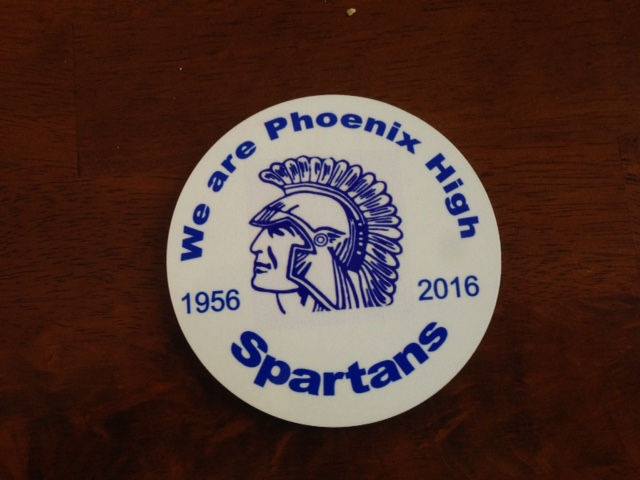 We are Phoenix High
1956
2016
Spartans